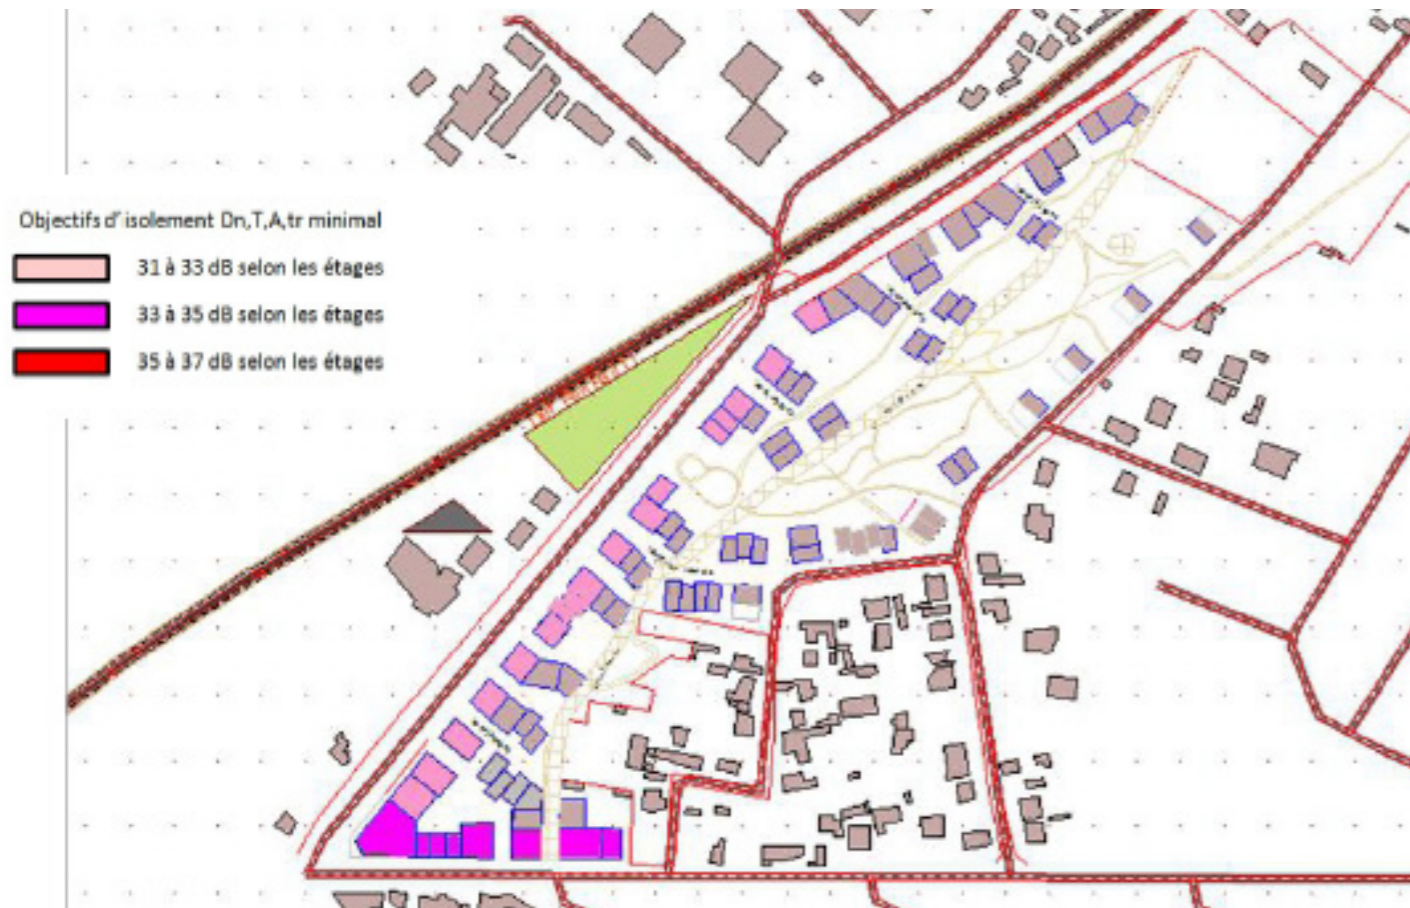 Objectifs d'isolement Dn,T,A,tr minimal
31 à 33 dB selon les étages
33 à 35 dB selon les étages
35 à 37 dB selon les étages